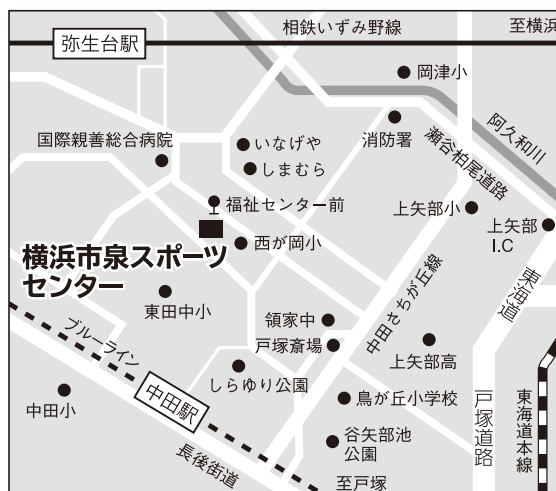 相鉄いずみ野線
至横浜
弥生台駅
岡津小
消防署
阿久和川
瀬谷柏尾道路
国際親善総合病院
いなげや
しまむら
福祉センター前
上矢部小
上矢部
I.C
西が岡小
横浜市泉スポーツ
センター
東海道
東田中小
中田さちが丘線
領家中
戸塚斎場
上矢部高
ブルーライン
しらゆり公園
中田小
中田駅
鳥が丘小学校
戸塚道路
東海道本線
谷矢部池
公園
長後街道
至戸塚